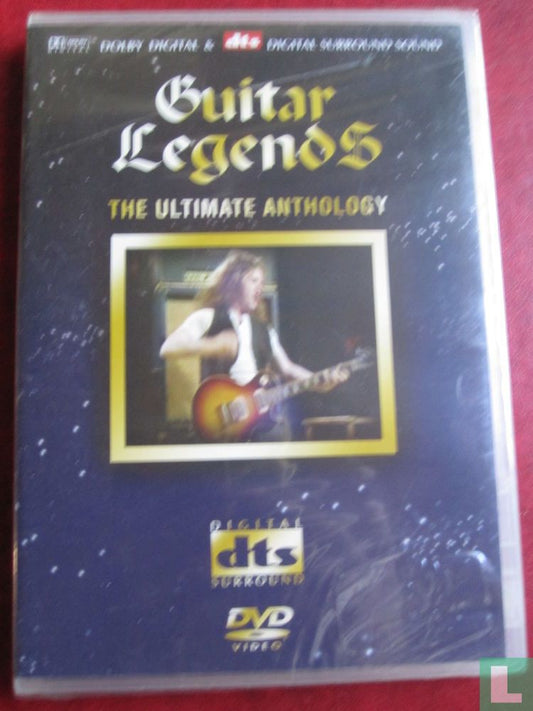 DOLBY DIGITAL & dts DIGITAL SURROUND SOUND
Guitar
Legends
THE ULTIMATE ANTHOLOGY
DIGITAL
dts
SURROUND
DVD
VIDEO
L